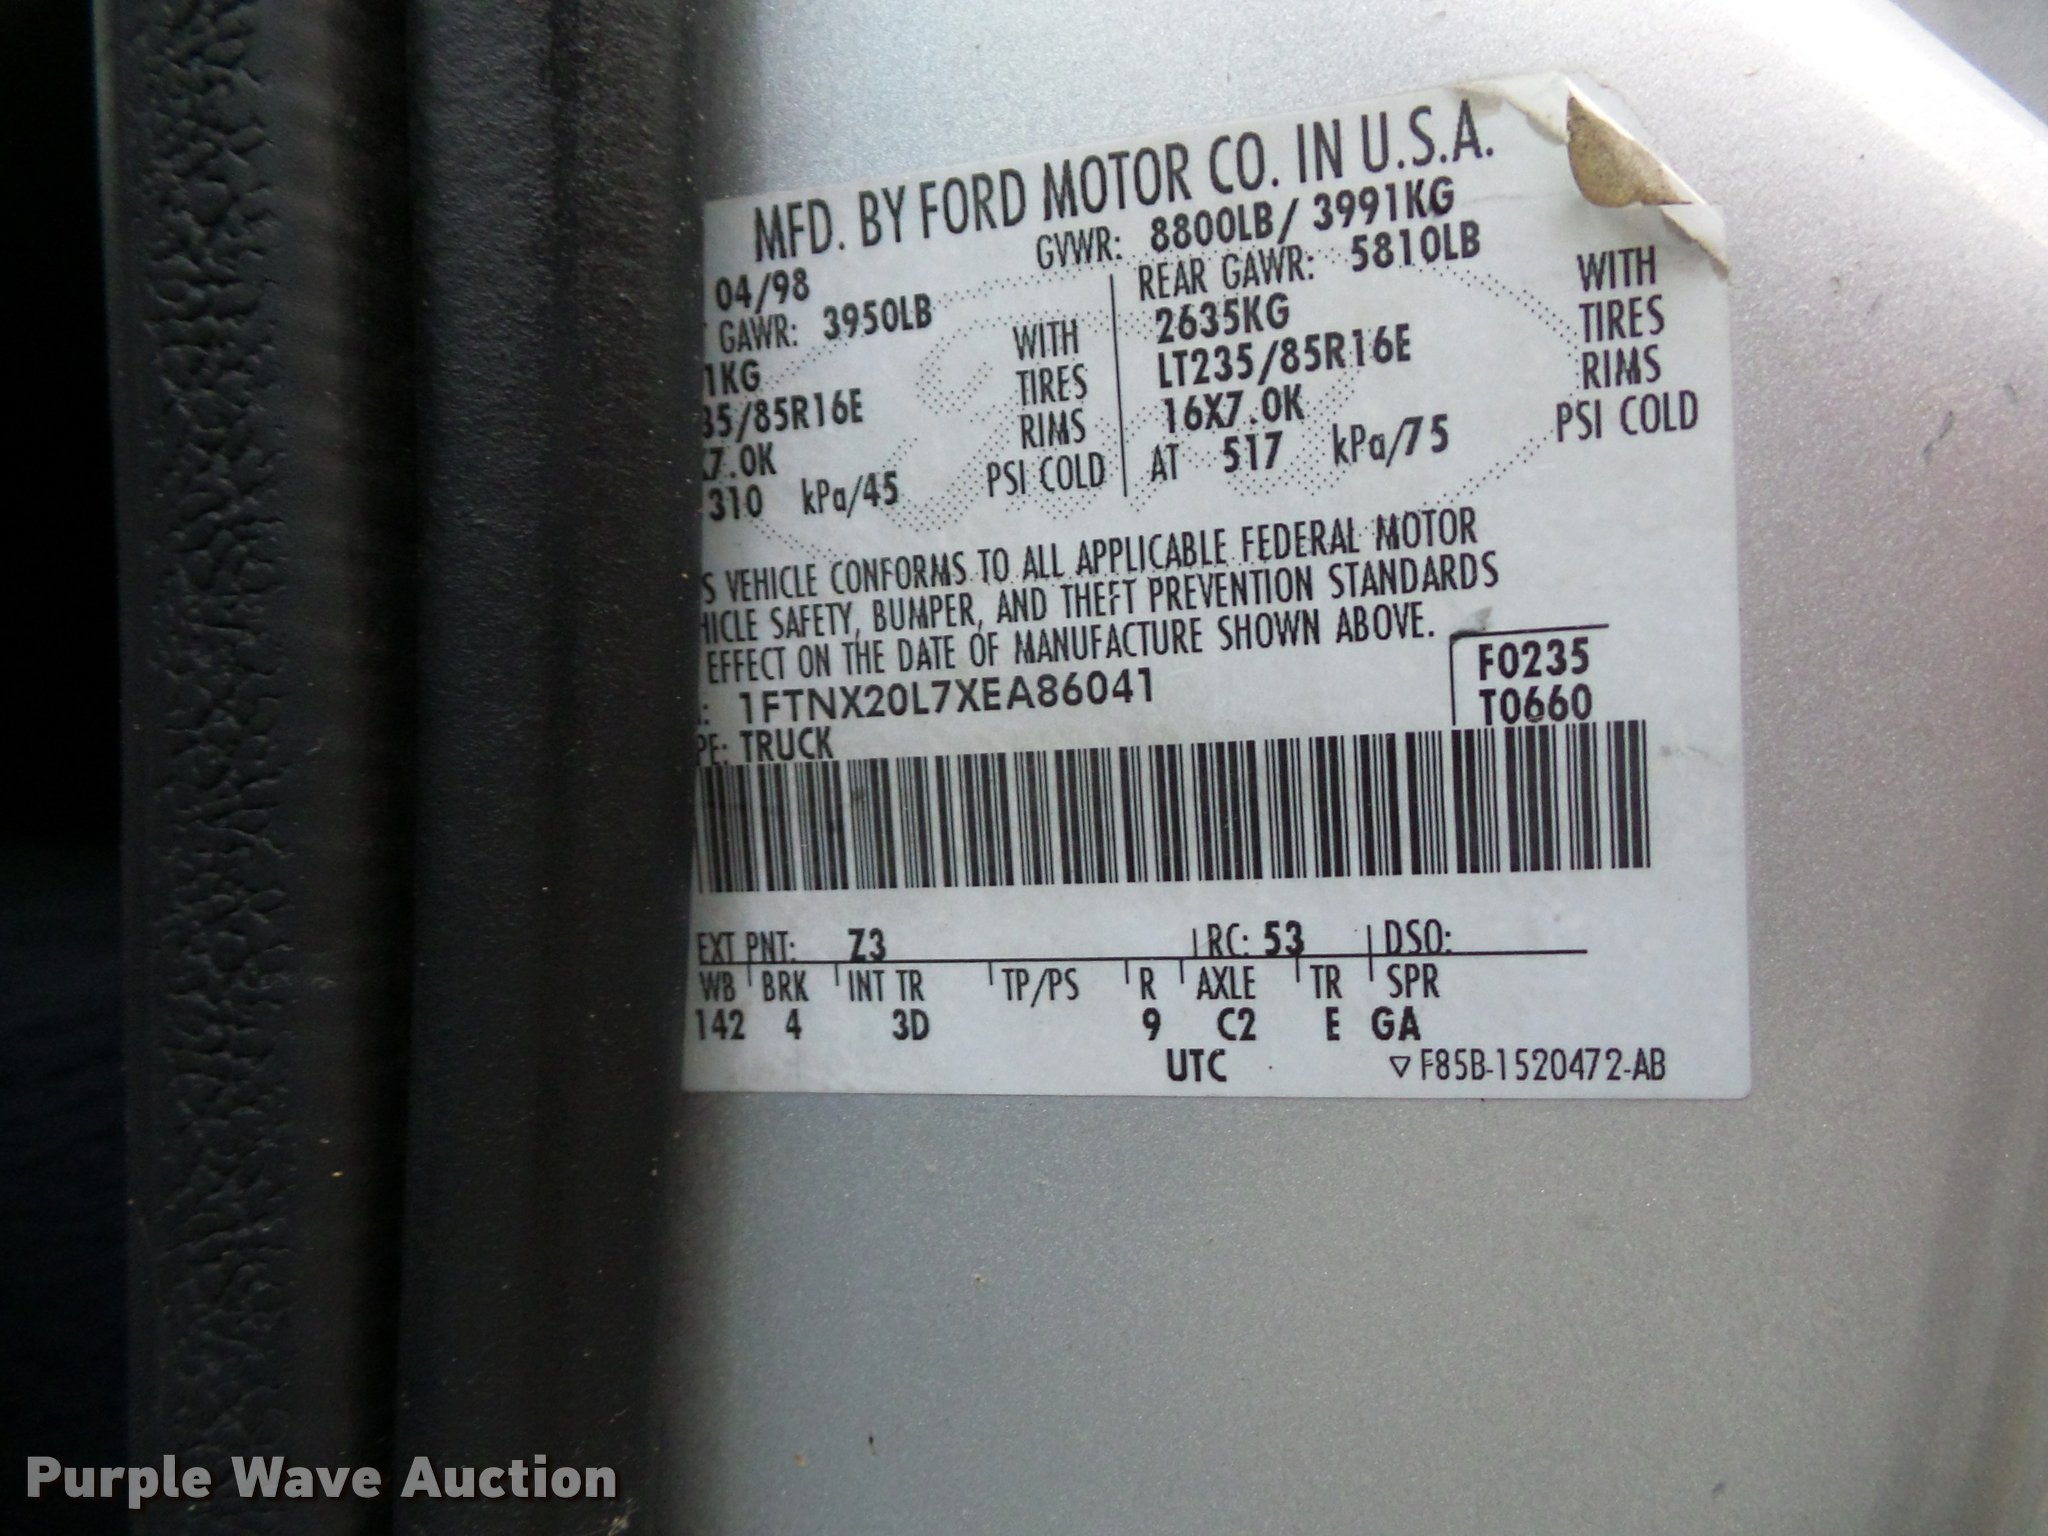 MFD. BY FORD MOTOR CO. IN U.S.A.
04/98 GVWR: 8800LB/ 3991KG
GAWR: 3950LB REAR GAWR: 5810LB
1KG WITH 2635KG WITH
35/85R16E TIRES LT235/85R16E TIRES
7.0K RIMS 16X7.0K RIMS
310 kPa/45 PSI COLD AT 517 kPa/75 PSI COLD
S VEHICLE CONFORMS TO ALL APPLICABLE FEDERAL MOTOR
HICLE SAFETY, BUMPER, AND THEFT PREVENTION STANDARDS
EFFECT ON THE DATE OF MANUFACTURE SHOWN ABOVE.
: 1FTNX20L7XEA86041 F0235
PE: TRUCK T0660
EXT PNT: Z3 RC: 53 DSO:
WB BRK INT TR TP/PS R AXLE TR SPR
142 4 3D 9 C2 E GA
UTC ▽F85B-1520472-AB
Purple Wave Auction